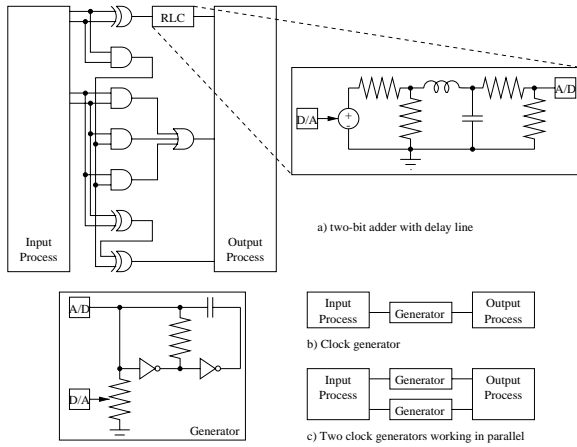 RLC
D/A
+
-
A/D
a) two-bit adder with delay line
Input
Process
Output
Process
A/D
D/A
Generator
Input
Process
Generator
Output
Process
b) Clock generator
Input
Process
Generator
Generator
Output
Process
c) Two clock generators working in parallel